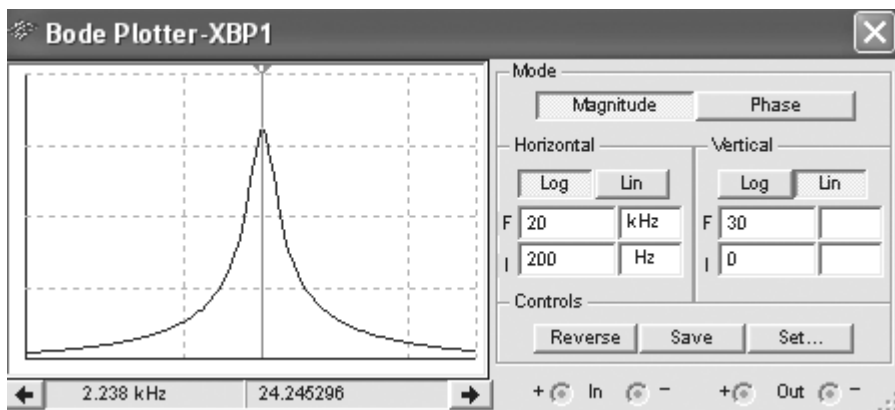 Bode Plotter-XBP1
Mode
Magnitude Phase
Horizontal Vertical
Log Lin Log Lin
F 20 kHz F 30
I 200 Hz I 0
Controls
Reverse Save Set...
2.238 kHz 24.245296 + In - + Out -